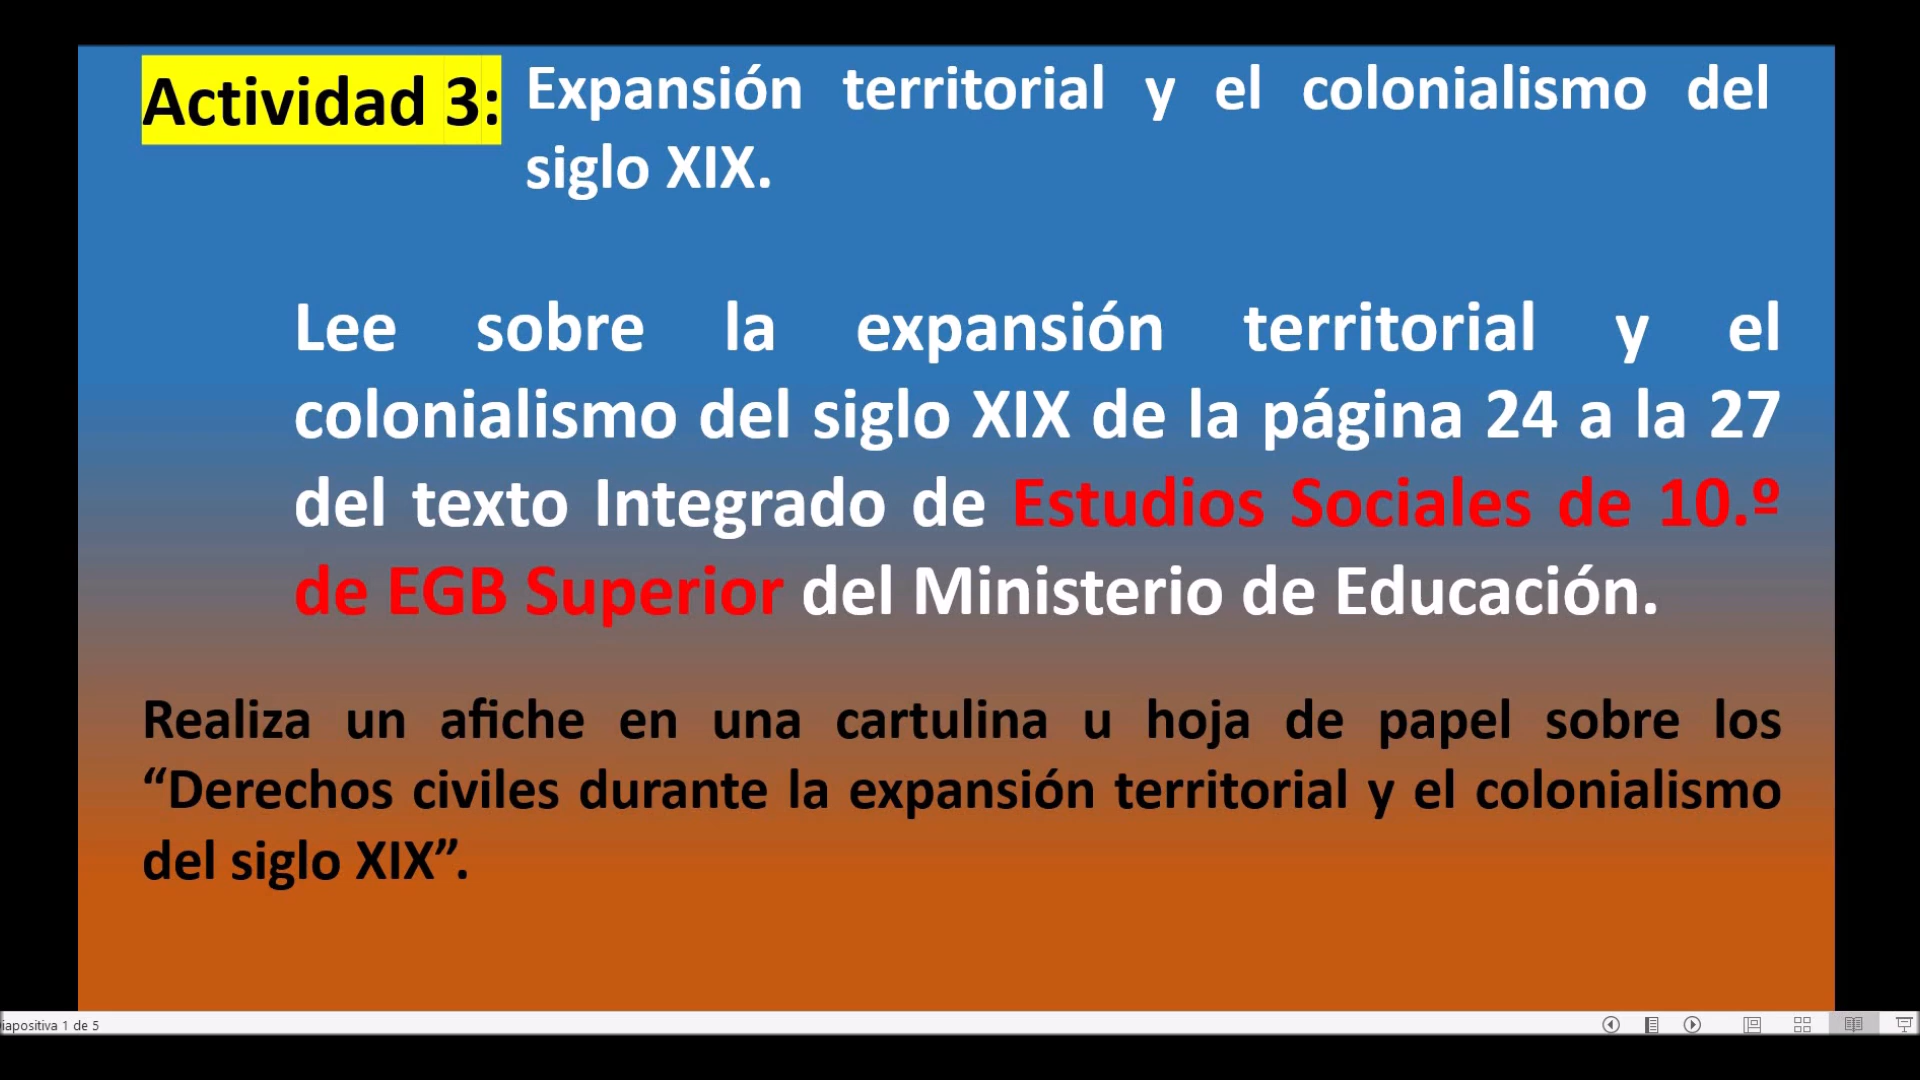 Actividad 3:
Expansión territorial y el colonialismo del
siglo XIX.
Lee sobre la expansión territorial y el
colonialismo del siglo XIX de la página 24 a la 27
del texto Integrado de Estudios Sociales de 10.º
de EGB Superior del Ministerio de Educación.
Realiza un afiche en una cartulina u hoja de papel sobre los
“Derechos civiles durante la expansión territorial y el colonialismo
del siglo XIX”.
iapositiva 1 de 5